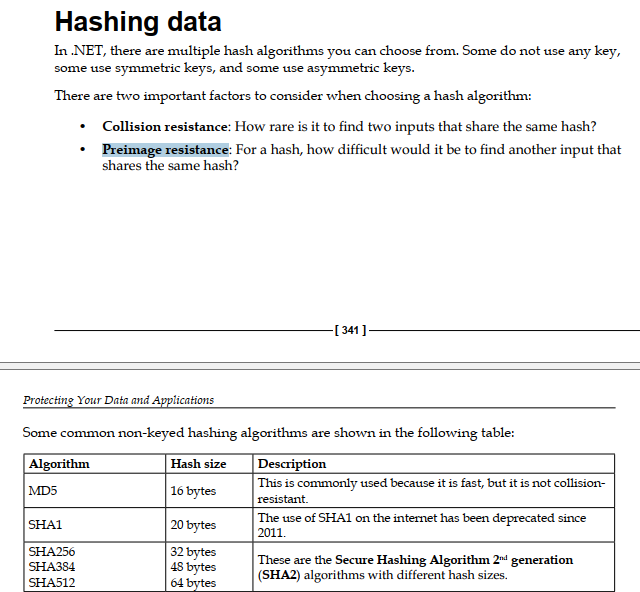 Hashing data
In .NET, there are multiple hash algorithms you can choose from. Some do not use any key,
some use symmetric keys, and some use asymmetric keys.
There are two important factors to consider when choosing a hash algorithm:
• Collision resistance: How rare is it to find two inputs that share the same hash?
• Preimage resistance: For a hash, how difficult would it be to find another input that
shares the same hash?
[ 341 ]
Protecting Your Data and Applications
Some common non-keyed hashing algorithms are shown in the following table:
Algorithm Hash size Description
MD5 16 bytes This is commonly used because it is fast, but it is not collision-
resistant.
SHA1 20 bytes The use of SHA1 on the internet has been deprecated since
2011.
SHA256 32 bytes
SHA384 48 bytes
SHA512 64 bytes
These are the Secure Hashing Algorithm 2nd generation
(SHA2) algorithms with different hash sizes.